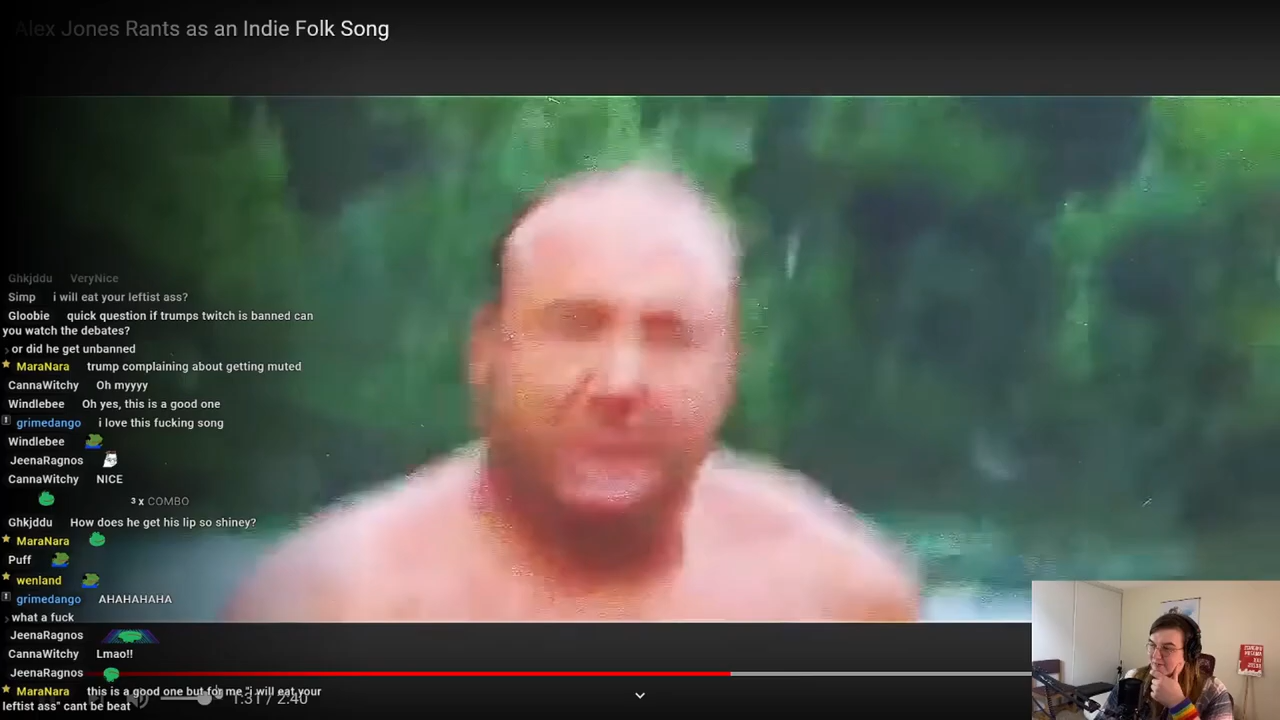 Alex Jones Rants as an Indie Folk Song
Ghkjddu VeryNice
Simp i will eat your leftist ass?
Gloobie quick question if trumps twitch is banned can
you watch the debates?
or did he get unbanned
MaraNara trump complaining about getting muted
CannaWitchy Oh myyyy
Windlebee Oh yes, this is a good one
grimedango i love this fucking song
Windlebee
JeenaRagnos
CannaWitchy NICE
3 x COMBO
Ghkjddu How does he get his lip so shiney?
MaraNara
Puff
wenland
grimedango AHAHAHAHA
what a fuck
JeenaRagnos
CannaWitchy Lmao!!
JeenaRagnos
MaraNara this is a good one but for me "i will eat your
leftist ass" cant be beat
1:31 / 2:40